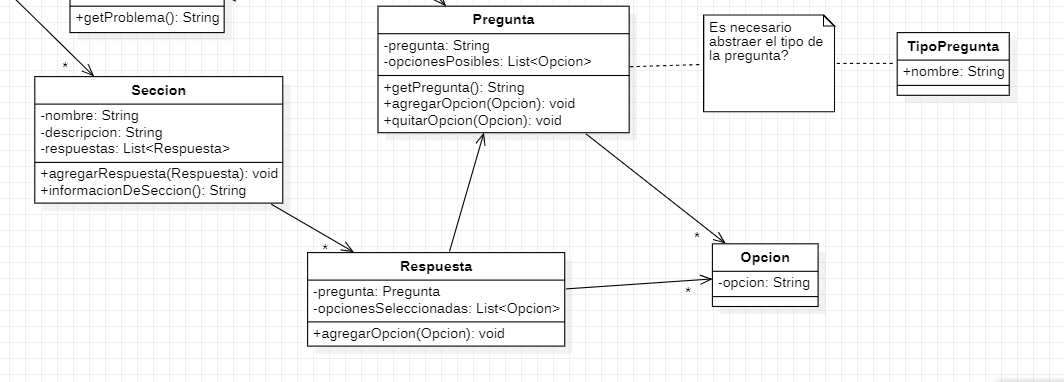 +getProblema(): String
Pregunta
-pregunta: String
-opcionesPosibles: List<Opcion>
+getPregunta(): String
+agregarOpcion(Opcion): void
+quitarOpcion(Opcion): void
Es necesario
abstraer el tipo de
la pregunta?
TipoPregunta
+nombre: String
*
Seccion
-nombre: String
-descripcion: String
-respuestas: List<Respuesta>
+agregarRespuesta(Respuesta): void
+informacionDeSeccion(): String
*
Respuesta
-pregunta: Pregunta
-opcionesSeleccionadas: List<Opcion>
+agregarOpcion(Opcion): void
*
*
Opcion
-opcion: String